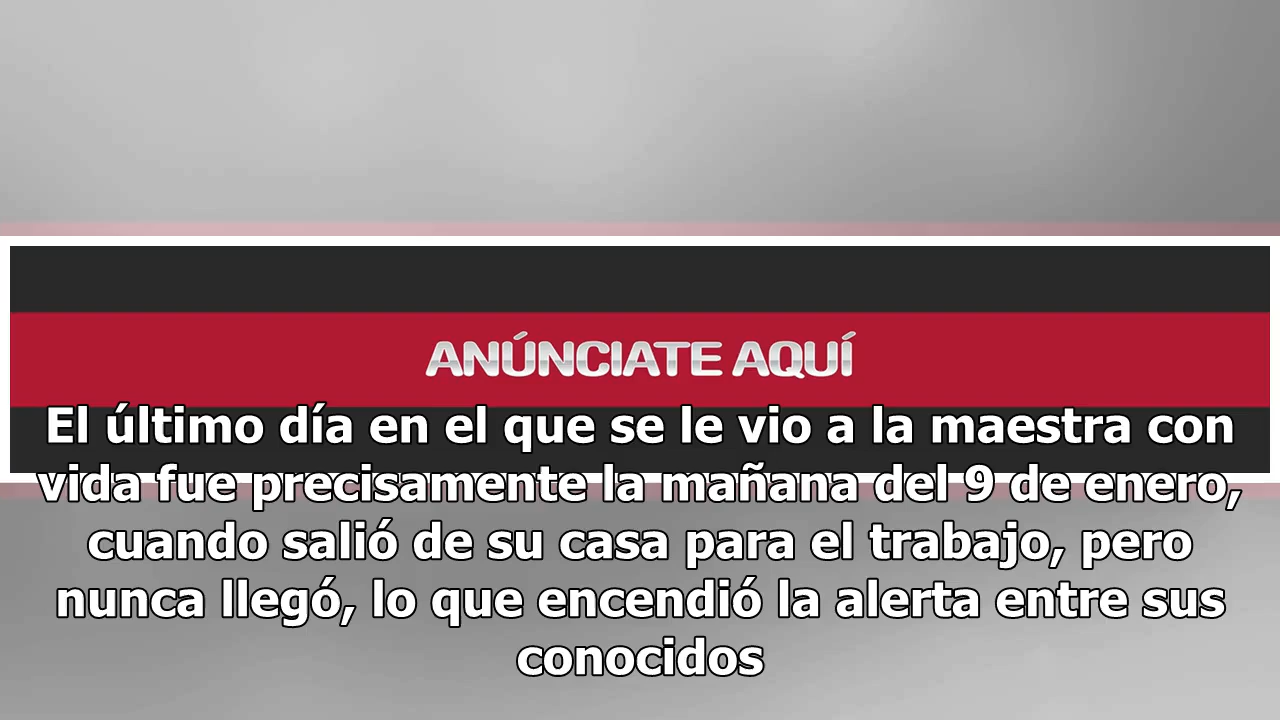 ANÚNCIATE AQUÍ
El último día en el que se le vio a la maestra con
vida fue precisamente la mañana del 9 de enero,
cuando salió de su casa para el trabajo, pero
nunca llegó, lo que encendió la alerta entre sus
conocidos